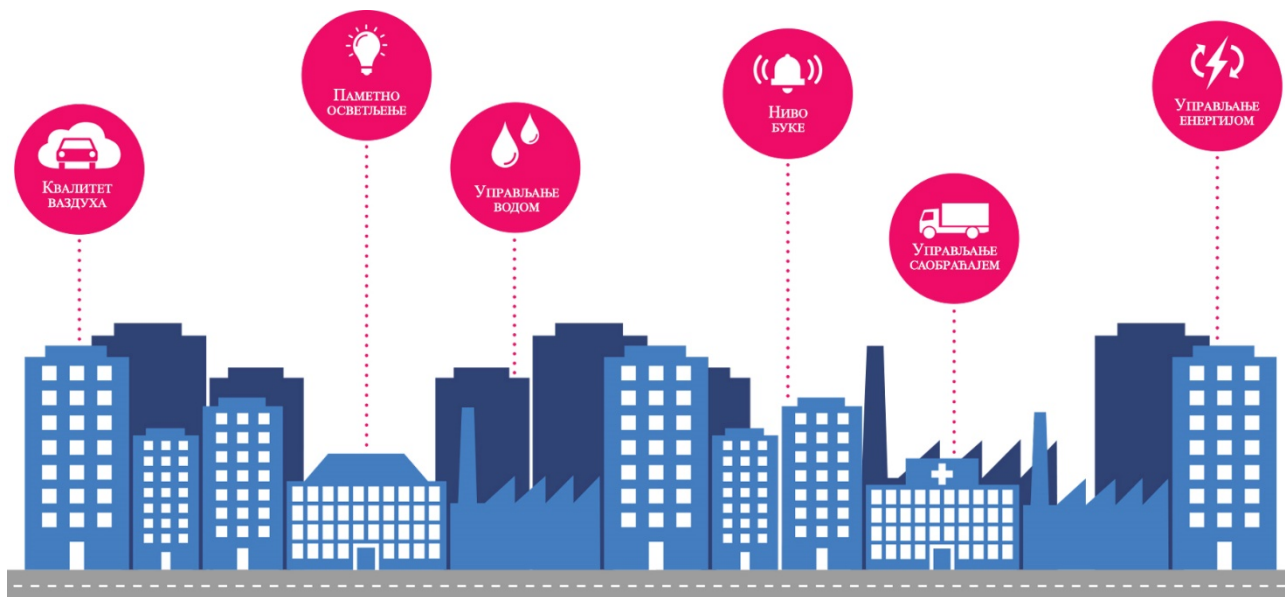 Квалитет
ваздуха
Паметно
осветљење
Управљање
водом
Ниво
буке
Управљање
саобраћајем
Управљање
енергијом